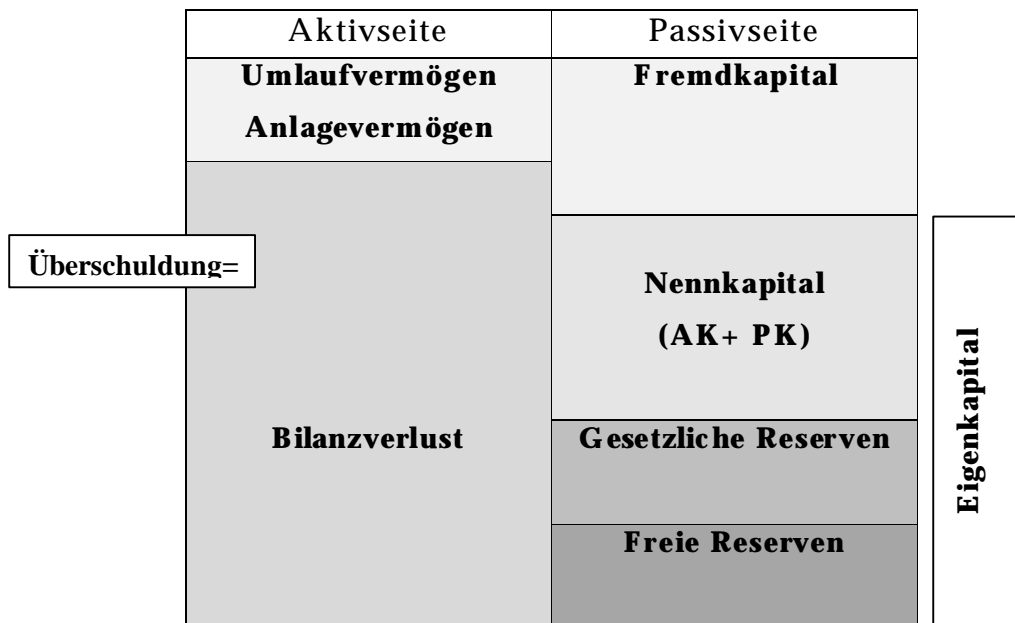 Aktivseite
Passivseite
Umlaufvermögen
Anlagevermögen
Fremdkapital
Überschuldung=
Nennkapital
(AK+ PK)
Bilanzverlust
Gesetzliche Reserven
Freie Reserven
Eigenkapital